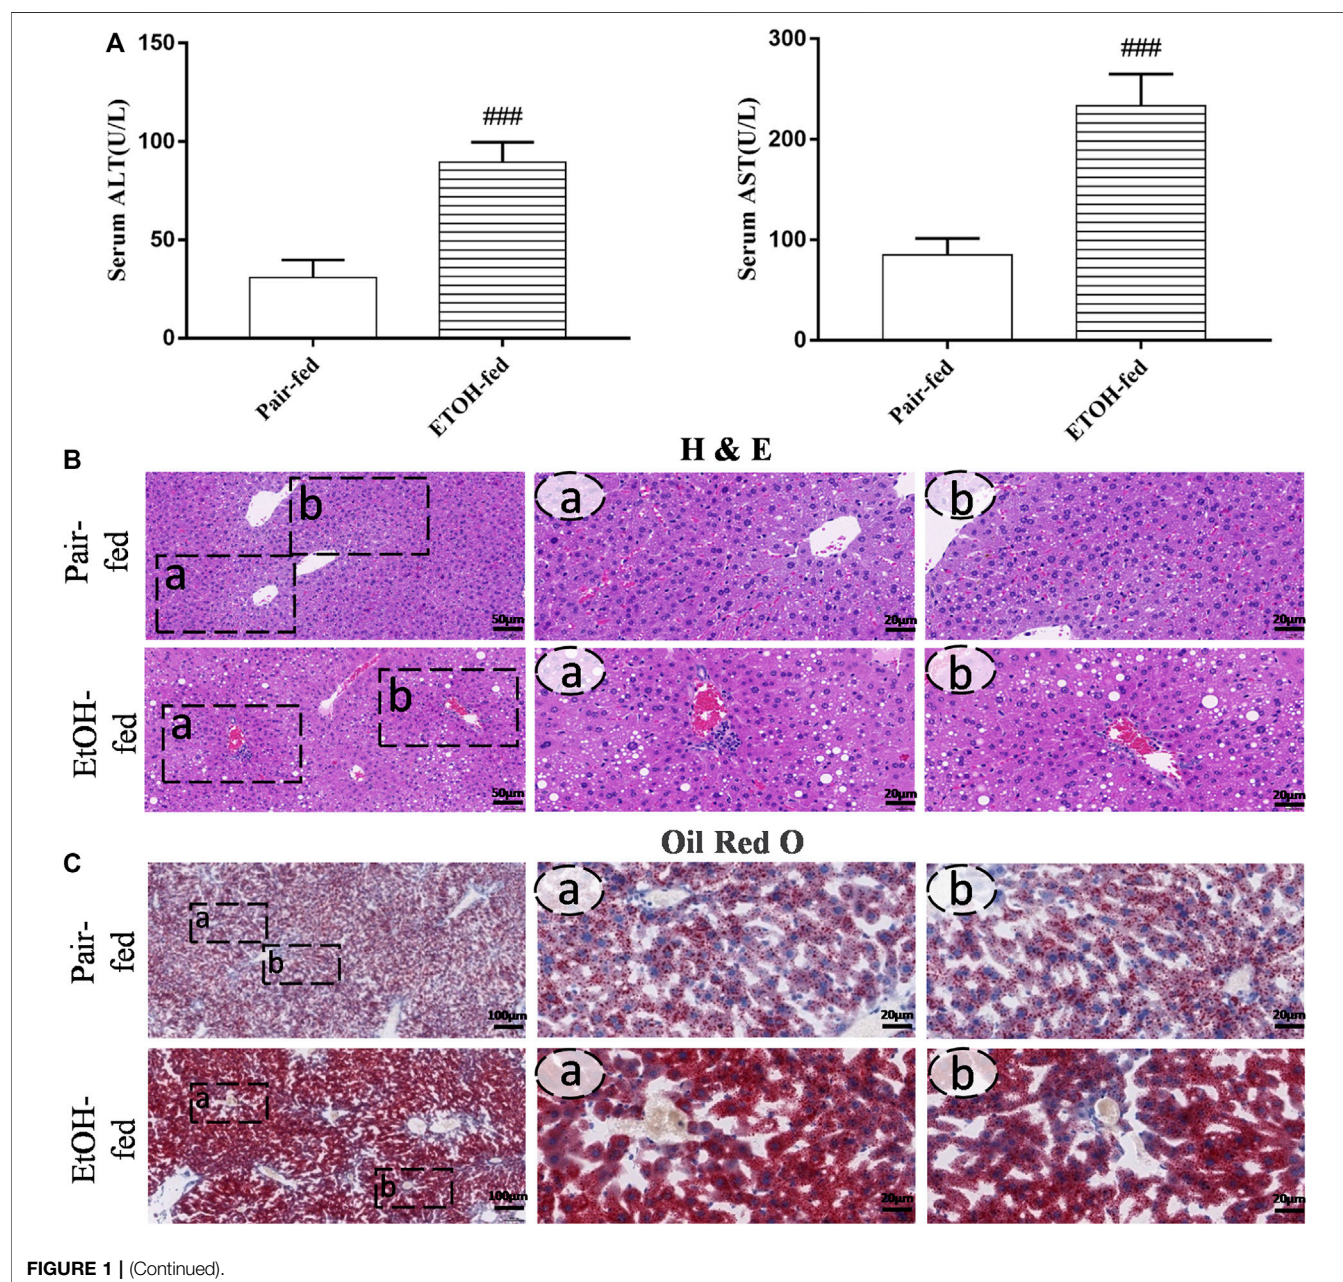 A
150
100
50
0
Serum ALT(U/L)
###
Pair-fed
ETOH-fed
300
200
100
0
Serum AST(U/L)
###
Pair-fed
ETOH-fed
B
H & E
Pair-
fed
a
b
50μm
a
20μm
b
20μm
EtOH-
fed
a
b
50μm
a
20μm
b
20μm
C
Oil Red O
Pair-
fed
a
b
100μm
a
20μm
b
20μm
EtOH-
fed
a
b
100μm
a
20μm
b
20μm
FIGURE 1 | (Continued).